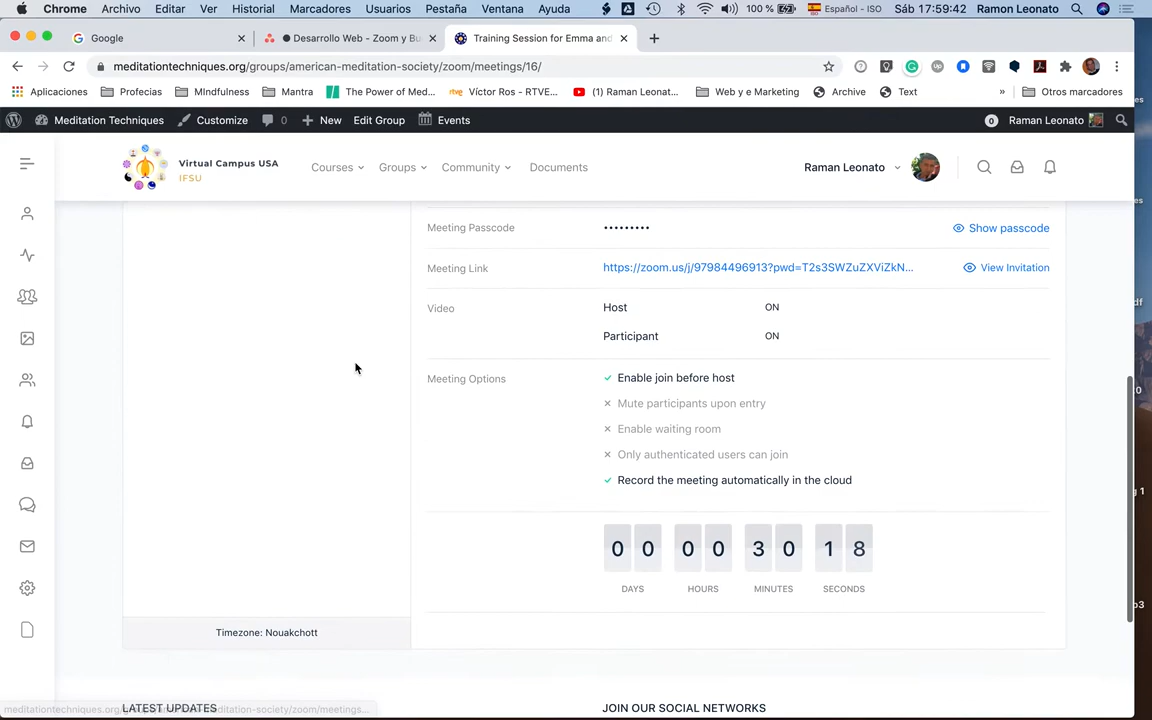 Chrome Archivo Editar Ver Historial Marcadores Usuarios Pestaña Ventana Ayuda 100 % Español - ISO Sáb 17:59:42 Ramon Leonato
Google Desarrollo Web - Zoom y Bu Training Session for Emma and
meditationtechniques.org/groups/american-meditation-society/zoom/meetings/16/
Aplicaciones Profecias MIndfulness Mantra The Power of Med... Víctor Ros - RTVE... (1) Raman Leonat... Web y e Marketing Archive Text » Otros marcadores
Meditation Techniques Customize 0 New Edit Group Events 0 Raman Leonato
Virtual Campus USA
IFSU
Courses Groups Community Documents Raman Leonato
Meeting Passcode ••••••••• Show passcode
Meeting Link https://zoom.us/j/97984496913?pwd=T2s3SWZuZXViZkN... View Invitation
Video Host ON
Participant ON
Meeting Options Enable join before host
Mute participants upon entry
Enable waiting room
Only authenticated users can join
Record the meeting automatically in the cloud
0 0 0 0 3 0 1 8
DAYS HOURS MINUTES SECONDS
Timezone: Nouakchott
LATEST UPDATES JOIN OUR SOCIAL NETWORKS